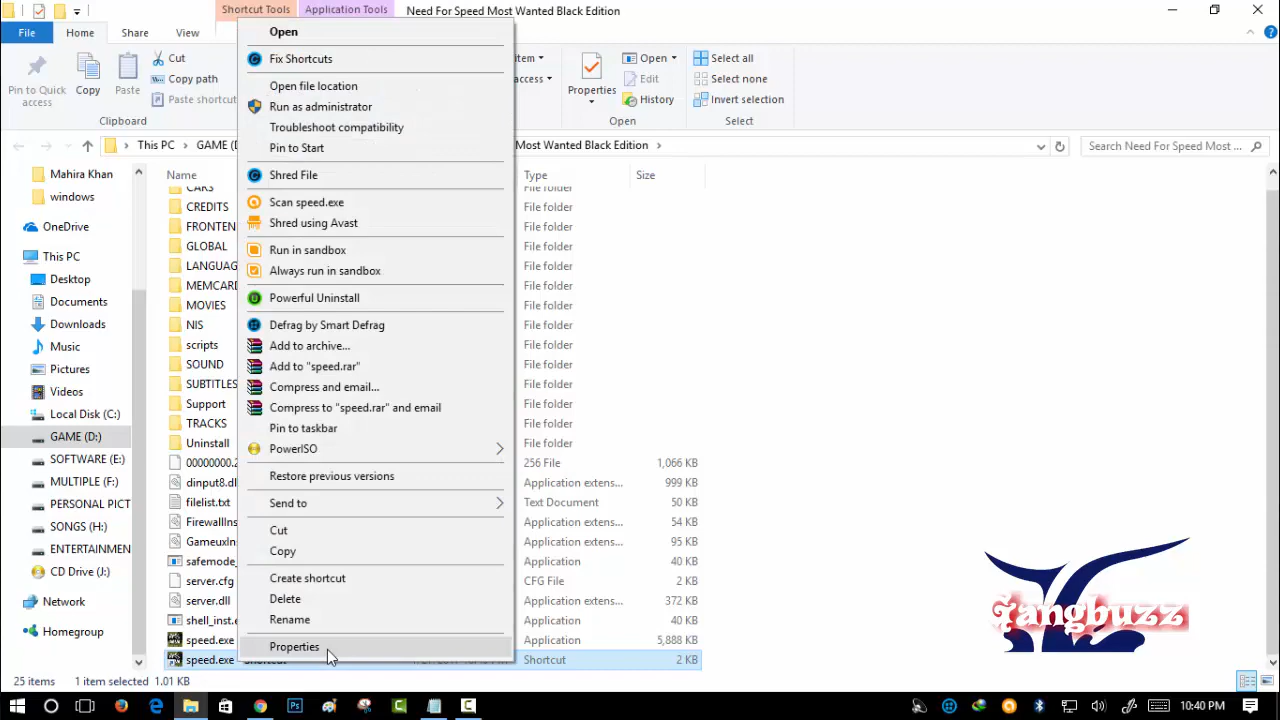 Shortcut Tools
Application Tools
Need For Speed Most Wanted Black Edition
File
Home
Share
View
Pin to Quick access
Copy
Paste
Cut
Copy path
Paste shortcut
Clipboard
Properties
Open
Edit
History
Open
Select all
Select none
Invert selection
Select
This PC
Most Wanted Black Edition
Search Need For Speed Most ...
Mahira Khan
windows
OneDrive
This PC
Desktop
Documents
Downloads
Music
Pictures
Videos
Local Disk (C:)
GAME (D:)
SOFTWARE (E:)
MULTIPLE (F:)
PERSONAL PICT
SONGS (H:)
ENTERTAINMEN
CD Drive (J:)
Network
Homegroup
Name
Type
Size
CREDITS
File folder
FRONTEN
File folder
GLOBAL
File folder
LANGUAG
File folder
MEMCARD
File folder
MOVIES
File folder
NIS
File folder
scripts
File folder
SOUND
File folder
SUBTITLES
File folder
Support
File folder
TRACKS
File folder
Uninstall
File folder
00000000.2
256 File
1,066 KB
dinput8.dl
Application extens...
999 KB
filelist.txt
Text Document
50 KB
FirewallIns
Application extens...
54 KB
GameuxIns
Application extens...
95 KB
safemode_
Application
40 KB
server.cfg
CFG File
2 KB
server.dll
Application extens...
372 KB
shell_inst.e
Application
40 KB
speed.exe
Application
5,888 KB
speed.exe
Shortcut
2 KB
Open
Fix Shortcuts
Open file location
Run as administrator
Troubleshoot compatibility
Pin to Start
Shred File
Scan speed.exe
Shred using Avast
Run in sandbox
Always run in sandbox
Powerful Uninstall
Defrag by Smart Defrag
Add to archive...
Add to "speed.rar"
Compress and email...
Compress to "speed.rar" and email
Pin to taskbar
PowerISO
Restore previous versions
Send to
Cut
Copy
Create shortcut
Delete
Rename
Properties
25 items
1 item selected 1.01 KB
10:40 PM